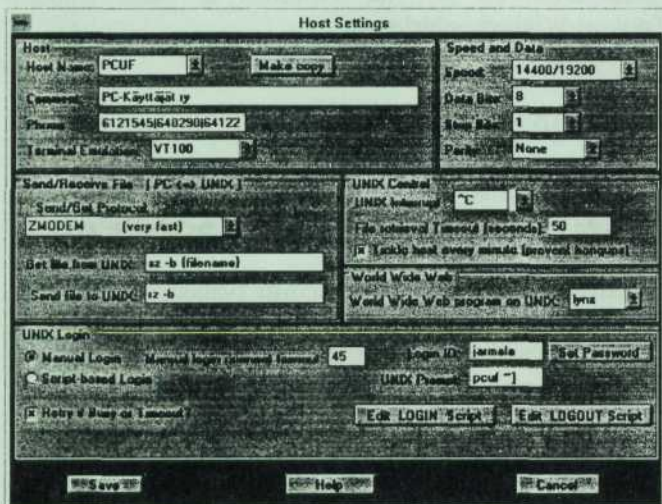 Host Settings
Host
Host Name: PCUF Make copy
Comment: PC-Käyttäjät ry
Phone: 6121545|640290|64122
Terminal Emulation: VT100
Speed and Data
Speed: 14400/19200
Data Bits: 8
Stop Bits: 1
Parity: None
Send/Receive File [ PC <-> UNIX ]
Send/Get Protocol
ZMODEM (very fast)
Get file from UNIX: sz -b {filename}
Send file to UNIX: rz -b
UNIX Control
UNIX Interrupt: ^C
File retrieval Timeout (seconds): 50
Tickle host every minute (prevent hangups)
World Wide Web
World Wide Web program on UNIX: lynx
UNIX Login
Manual Login Manual login timeout 45
Script-based Login
Retry if Busy or Timeout?
Login ID: jarmala Set Password
UNIX Prompt: pcuf ~]
Edit LOGIN Script Edit LOGOUT Script
Save Help Cancel